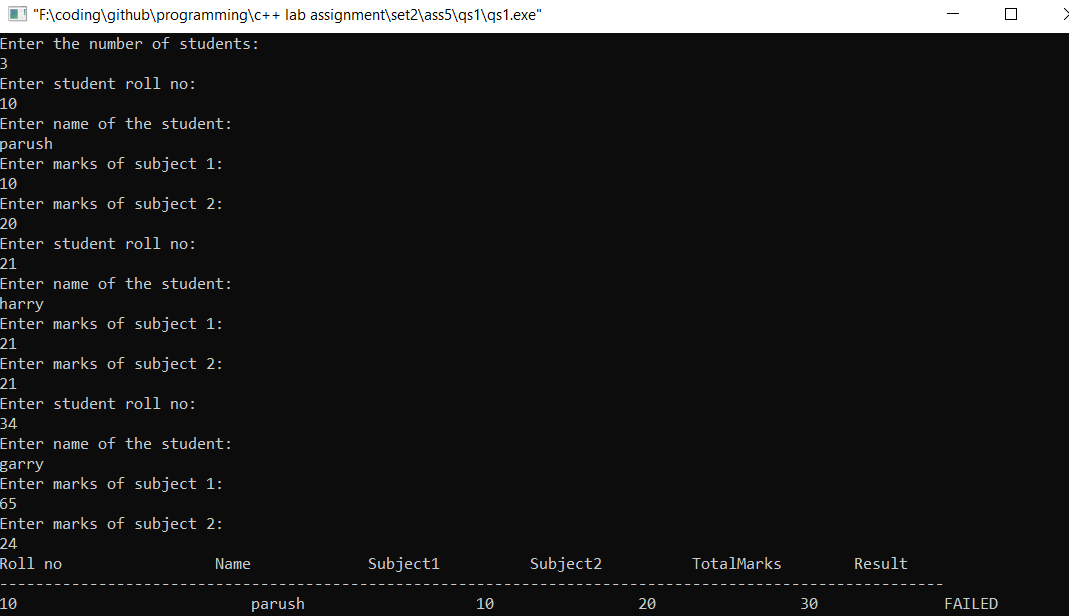 "F:\coding\github\programming\c++ lab assignment\set2\ass5\qs1\qs1.exe"
Enter the number of students:
3
Enter student roll no:
10
Enter name of the student:
parush
Enter marks of subject 1:
10
Enter marks of subject 2:
20
Enter student roll no:
21
Enter name of the student:
harry
Enter marks of subject 1:
21
Enter marks of subject 2:
21
Enter student roll no:
34
Enter name of the student:
garry
Enter marks of subject 1:
65
Enter marks of subject 2:
24
Roll no Name Subject1 Subject2 TotalMarks Result
---------------------------------------------------------------------------------------------------------
10 parush 10 20 30 FAILED